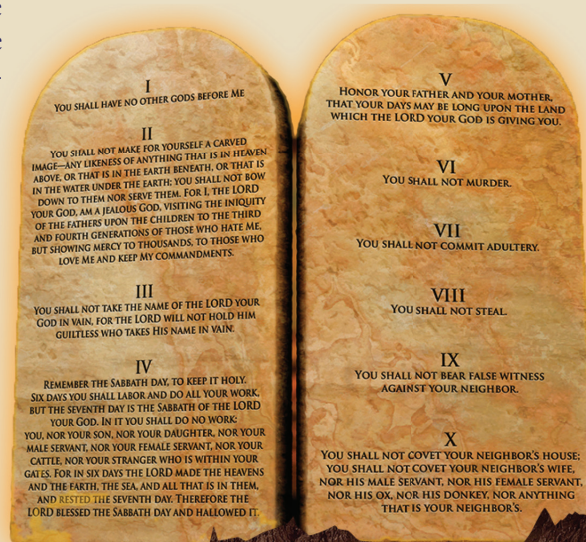 I
YOU SHALL HAVE NO OTHER GODS BEFORE ME
II
YOU SHALL NOT MAKE FOR YOURSELF A CARVED
IMAGE—ANY LIKENESS OF ANYTHING THAT IS IN HEAVEN
ABOVE, OR THAT IS IN THE EARTH BENEATH, OR THAT IS
IN THE WATER UNDER THE EARTH; YOU SHALL NOT BOW
DOWN TO THEM NOR SERVE THEM. FOR I, THE LORD
YOUR GOD, AM A JEALOUS GOD, VISITING THE INIQUITY
OF THE FATHERS UPON THE CHILDREN TO THE THIRD
AND FOURTH GENERATIONS OF THOSE WHO HATE ME,
BUT SHOWING MERCY TO THOUSANDS, TO THOSE WHO
LOVE ME AND KEEP MY COMMANDMENTS.
III
YOU SHALL NOT TAKE THE NAME OF THE LORD YOUR
GOD IN VAIN, FOR THE LORD WILL NOT HOLD HIM
GUILTLESS WHO TAKES HIS NAME IN VAIN.
IV
REMEMBER THE SABBATH DAY, TO KEEP IT HOLY.
SIX DAYS YOU SHALL LABOR AND DO ALL YOUR WORK,
BUT THE SEVENTH DAY IS THE SABBATH OF THE LORD
YOUR GOD. IN IT YOU SHALL DO NO WORK:
YOU, NOR YOUR SON, NOR YOUR DAUGHTER, NOR YOUR
MALE SERVANT, NOR YOUR FEMALE SERVANT, NOR YOUR
CATTLE, NOR YOUR STRANGER WHO IS WITHIN YOUR
GATES. FOR IN SIX DAYS THE LORD MADE THE HEAVENS
AND THE EARTH, THE SEA, AND ALL THAT IS IN THEM,
AND RESTED THE SEVENTH DAY. THEREFORE THE
LORD BLESSED THE SABBATH DAY AND HALLOWED IT.
V
HONOR YOUR FATHER AND YOUR MOTHER,
THAT YOUR DAYS MAY BE LONG UPON THE LAND
WHICH THE LORD YOUR GOD IS GIVING YOU.
VI
YOU SHALL NOT MURDER.
VII
YOU SHALL NOT COMMIT ADULTERY.
VIII
YOU SHALL NOT STEAL.
IX
YOU SHALL NOT BEAR FALSE WITNESS
AGAINST YOUR NEIGHBOR.
X
YOU SHALL NOT COVET YOUR NEIGHBOR'S HOUSE;
YOU SHALL NOT COVET YOUR NEIGHBOR'S WIFE,
NOR HIS MALE SERVANT, NOR HIS FEMALE SERVANT,
NOR HIS OX, NOR HIS DONKEY, NOR ANYTHING
THAT IS YOUR NEIGHBOR'S.